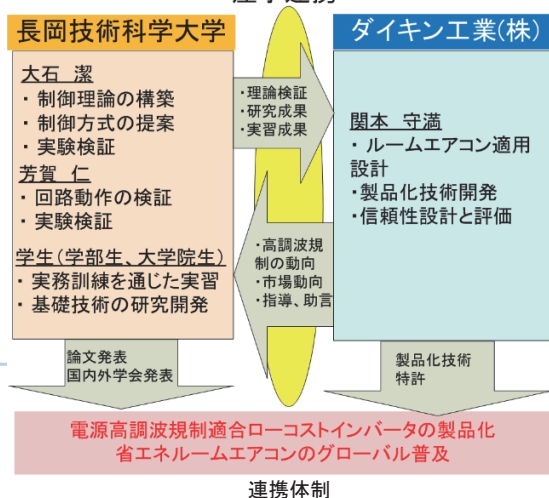 長岡技術科学大学
大石 潔
・制御理論の構築
・制御方式の提案
・実験検証
芳賀 仁
・回路動作の検証
・実験検証
学生(学部生、大学院生)
・実務訓練を通じた実習
・基礎技術の研究開発
・理論検証
・研究成果
・実習成果
・高調波規
制の動向
・市場動向
・指導、助言
ダイキン工業(株)
関本 守満
・ルームエアコン適用
設計
・製品化技術開発
・信頼性設計と評価
論文発表
国内外学会発表
製品化技術
特許
電源高調波規制適合ローコストインバータの製品化
省エネルームエアコンのグローバル普及
連携体制